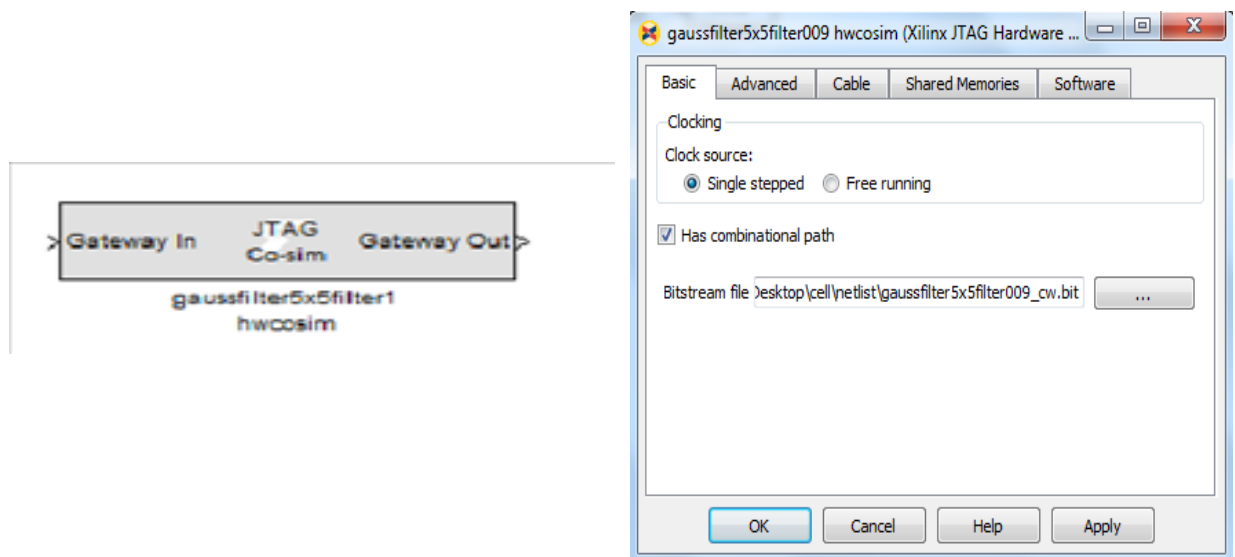 Gateway In
JTAG
Co-sim
Gateway Out
gaussfilter5x5filter1
hwcosim
gaussfilter5x5filter009 hwcosim (Xilinx JTAG Hardware ...
Basic Advanced Cable Shared Memories Software
Clocking
Clock source:
Single stepped Free running
Has combinational path
Bitstream file Desktop\cell\netlist\gaussfilter5x5filter009_cw.bit ...
OK Cancel Help Apply